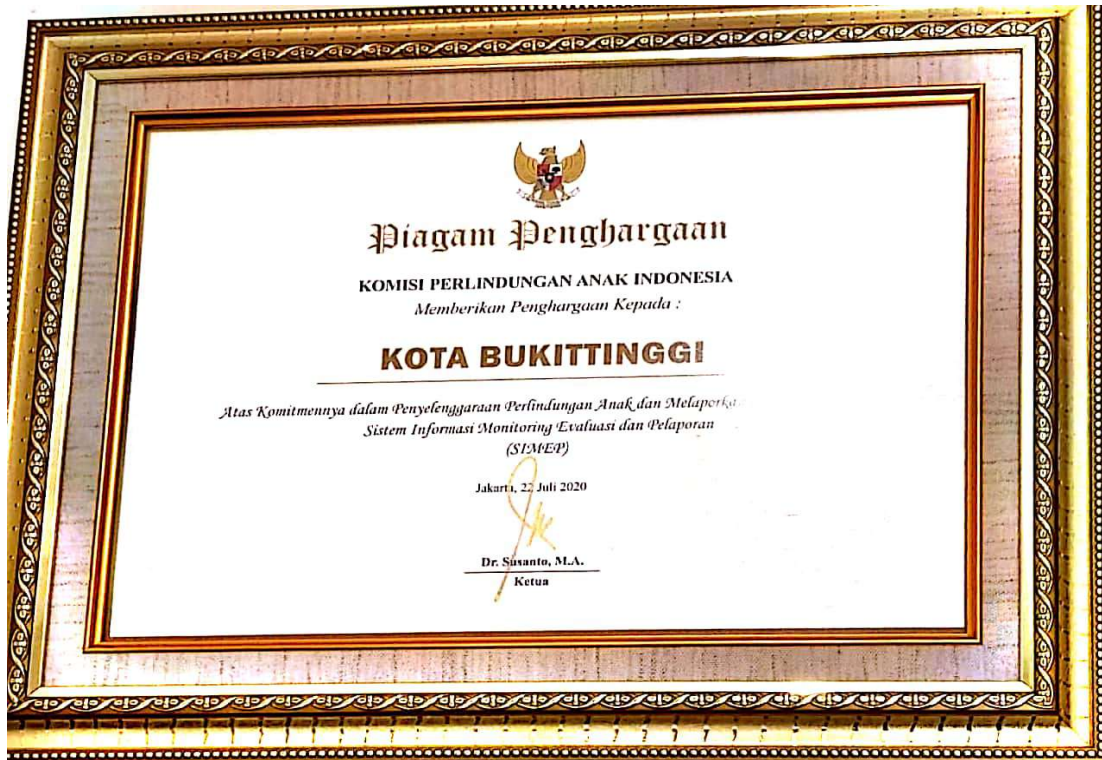 Piagam Penghargaan
KOMISI PERLINDUNGAN ANAK INDONESIA
Memberikan Penghargaan Kepada :
KOTA BUKITTINGGI
Atas Komitmennya dalam Penyelenggaraan Perlindungan Anak dan
Sistem Informasi Monitoring Evaluasi dan Pelaporan
(SIMEP)
Jakarta, 22 Juli 2020
Dr. Susanto, M.A.
Ketua